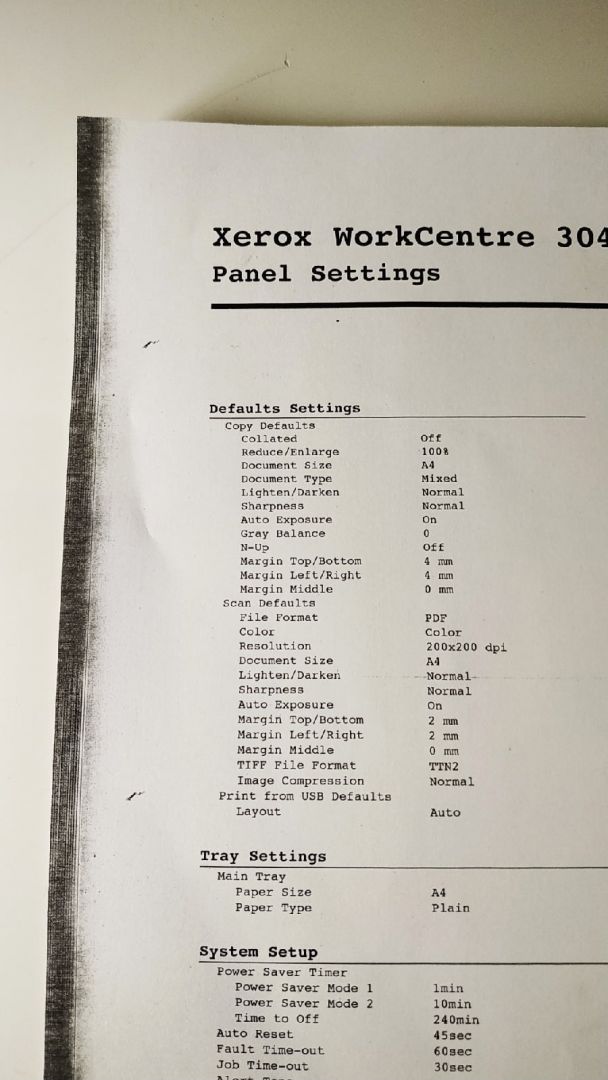 Xerox WorkCentre 304
Panel Settings
Defaults Settings
Copy Defaults
Collated Off
Reduce/Enlarge 100%
Document Size A4
Document Type Mixed
Lighten/Darken Normal
Sharpness Normal
Auto Exposure On
Gray Balance 0
N-Up Off
Margin Top/Bottom 4 mm
Margin Left/Right 4 mm
Margin Middle 0 mm
Scan Defaults
File Format PDF
Color Color
Resolution 200x200 dpi
Document Size A4
Lighten/Darken Normal
Sharpness Normal
Auto Exposure On
Margin Top/Bottom 2 mm
Margin Left/Right 2 mm
Margin Middle 0 mm
TIFF File Format TTN2
Image Compression Normal
Print from USB Defaults
Layout Auto
Tray Settings
Main Tray
Paper Size A4
Paper Type Plain
System Setup
Power Saver Timer
Power Saver Mode 1 1min
Power Saver Mode 2 10min
Time to Off 240min
Auto Reset 45sec
Fault Time-out 60sec
Job Time-out 30sec